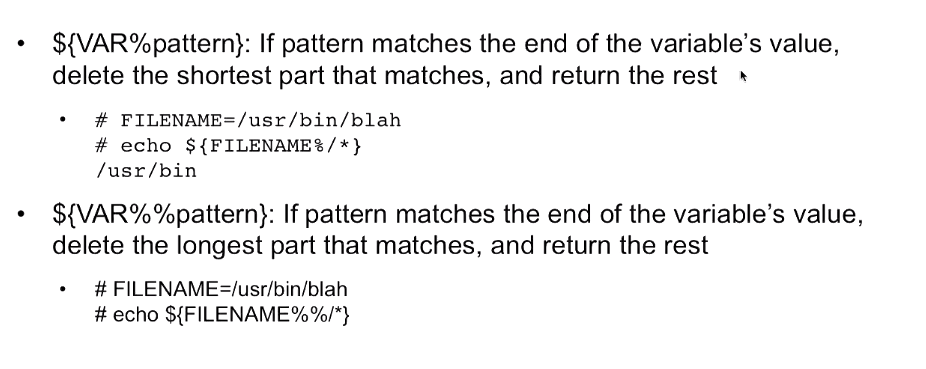 • ${VAR%pattern}: If pattern matches the end of the variable’s value,
delete the shortest part that matches, and return the rest
• # FILENAME=/usr/bin/blah
# echo ${FILENAME%/*}
/usr/bin
• ${VAR%%pattern}: If pattern matches the end of the variable’s value,
delete the longest part that matches, and return the rest
• # FILENAME=/usr/bin/blah
# echo ${FILENAME%%/*}